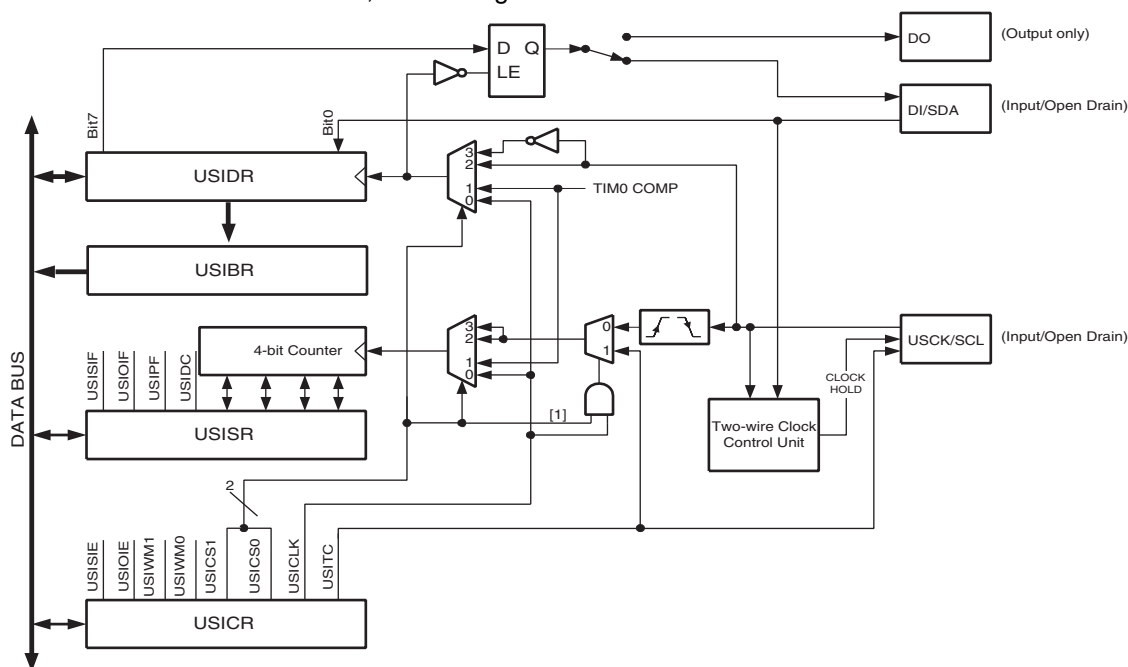 D Q
LE
DO
(Output only)
DI/SDA
(Input/Open Drain)
Bit7
Bit0
USIDR
3
2
1
0
TIM0 COMP
USIBR
DATA BUS
USISIF
USIOIF
USIPF
USIDC
4-bit Counter
3
2
1
0
0
1
USCK/SCL
(Input/Open Drain)
CLOCK
HOLD
[1]
USISR
Two-wire Clock
Control Unit
2
USISIE
USIOIE
USIWM1
USIWM0
USICS1
USICS0
USICLK
USITC
USICR